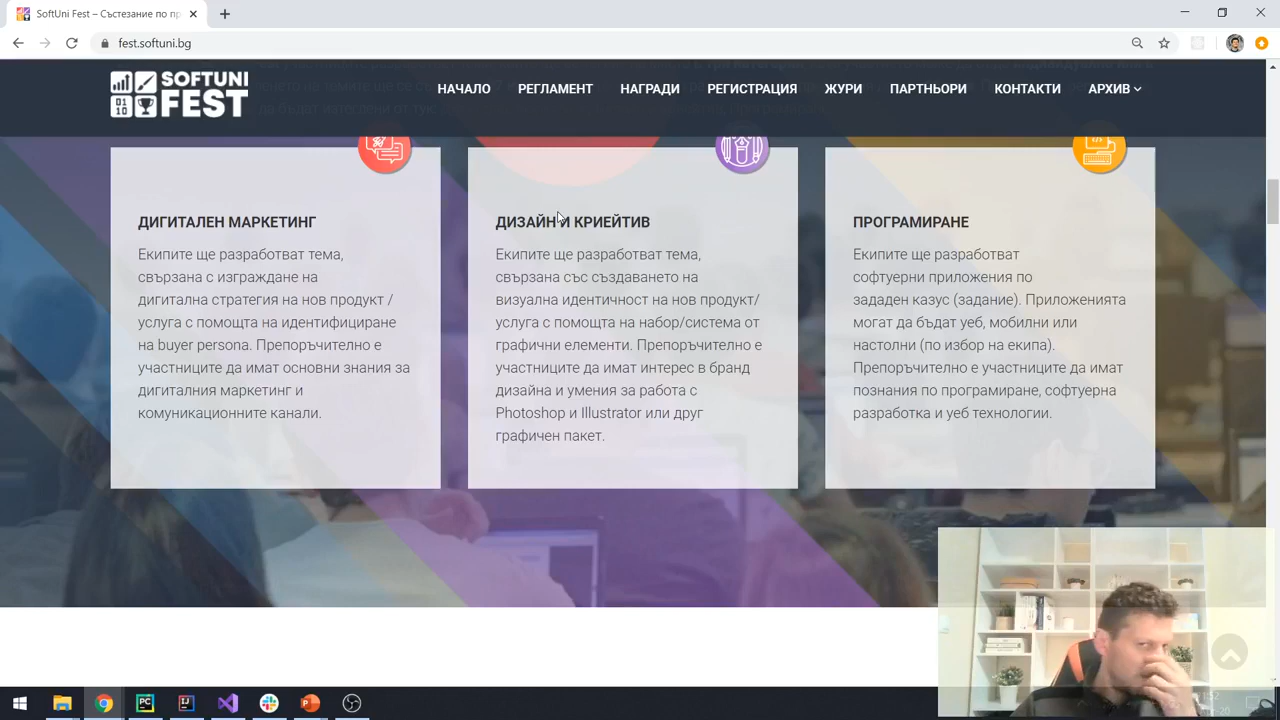 SoftUni Fest – Състезание по пр
fest.softuni.bg
SOFTUNI
FEST
НАЧАЛО
РЕГЛАМЕНТ
НАГРАДИ
РЕГИСТРАЦИЯ
ЖУРИ
ПАРТНЬОРИ
КОНТАКТИ
АРХИВ
ДИГИТАЛЕН МАРКЕТИНГ
Екипите ще разработват тема,
свързана с изграждане на
дигитална стратегия на нов продукт /
услуга с помощта на идентифициране
на buyer persona. Препоръчително е
участниците да имат основни знания за
дигиталния маркетинг и
комуникационните канали.
ДИЗАЙН И КРИЕЙТИВ
Екипите ще разработват тема,
свързана със създаването на
визуална идентичност на нов продукт/
услуга с помощта на набор/система от
графични елементи. Препоръчително е
участниците да имат интерес в бранд
дизайна и умения за работа с
Photoshop и Illustrator или друг
графичен пакет.
ПРОГРАМИРАНЕ
Екипите ще разработват
софтуерни приложения по
зададен казус (задание). Приложенията
могат да бъдат уеб, мобилни или
настолни (по избор на екипа).
Препоръчително е участниците да имат
познания по програмиране, софтуерна
разработка и уеб технологии.